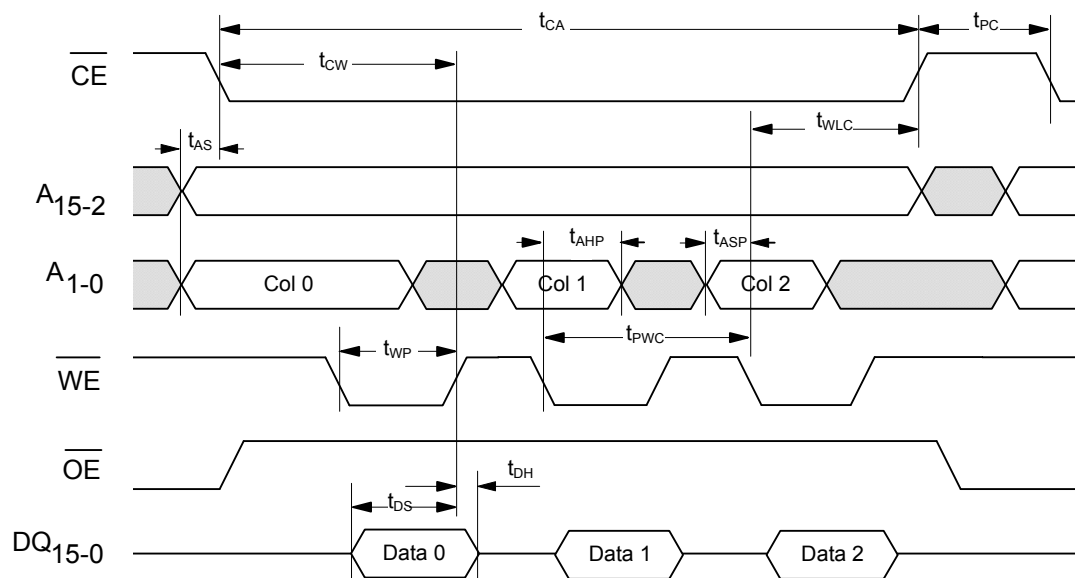 tCA
tPC
CE
tCW
tWLC
tAS
A15-2
tAHP
tASP
A1-0
Col 0
Col 1
Col 2
tWP
tPWC
WE
OE
tDH
tDS
DQ15-0
Data 0
Data 1
Data 2